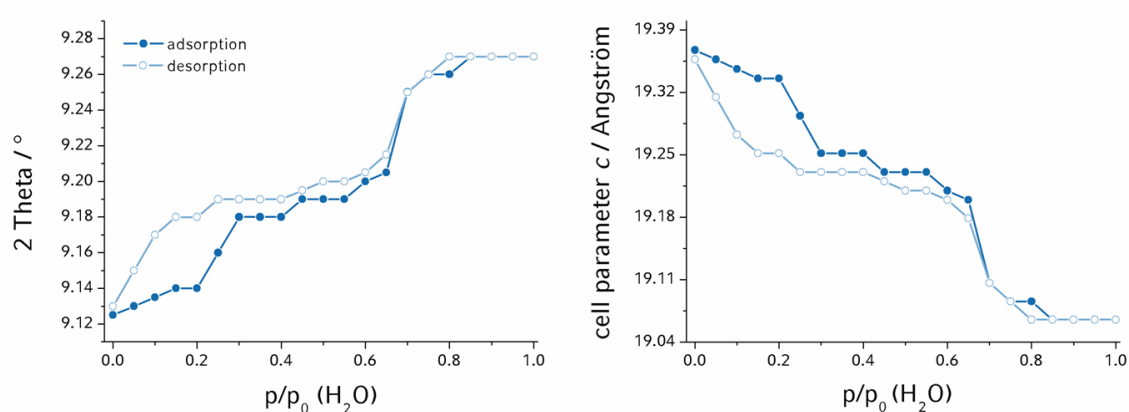 9.28
9.26
9.24
9.22
9.20
9.18
9.16
9.14
9.12
2 Theta / °
adsorption
desorption
0.0 0.2 0.4 0.6 0.8 1.0
p/p0 (H2O)
19.39
19.32
19.25
19.18
19.11
19.04
cell parameter c / Angström
0.0 0.2 0.4 0.6 0.8 1.0
p/p0 (H2O)